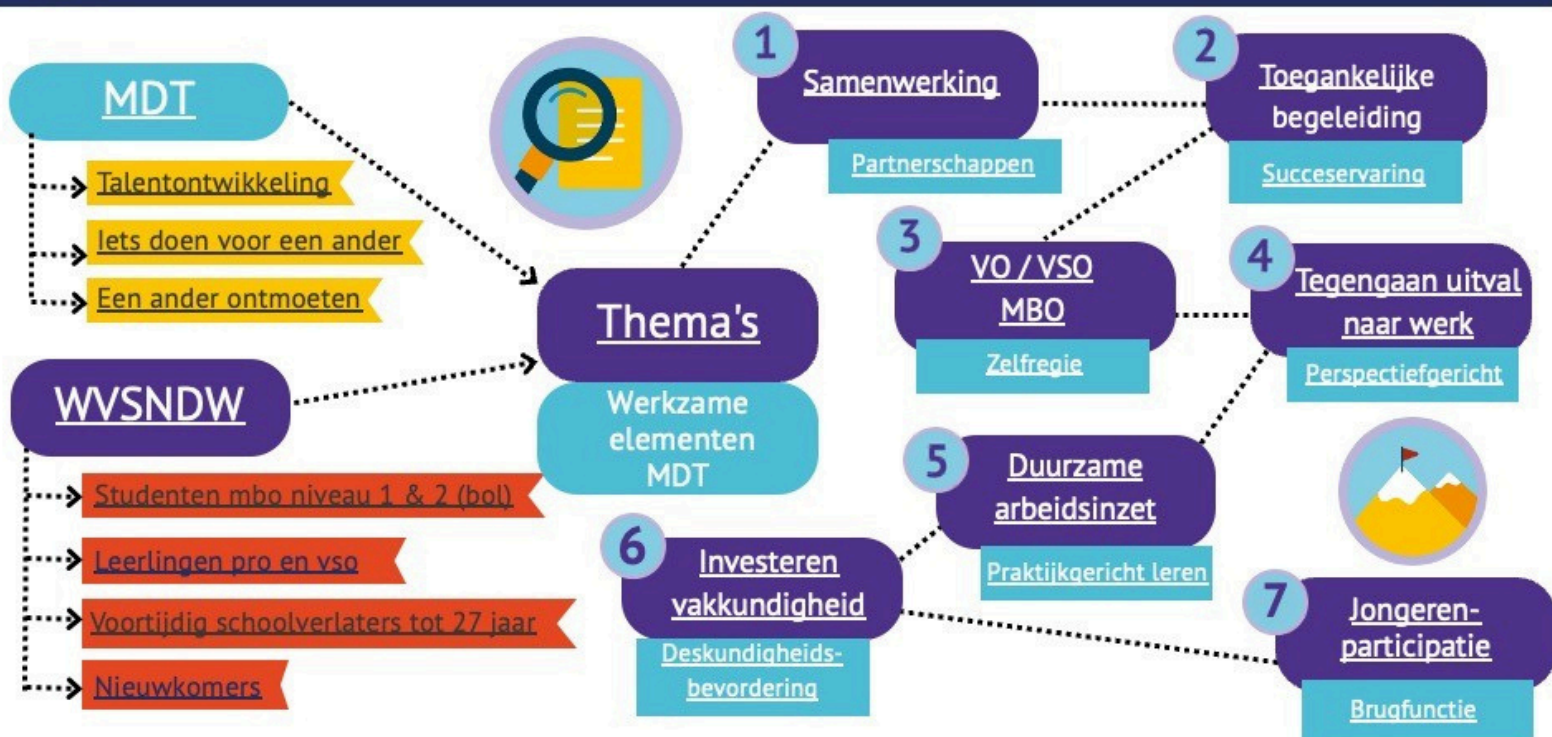 MDT
Talentontwikkeling
Iets doen voor een ander
Een ander ontmoeten
WVSNDW
Studenten mbo niveau 1 & 2 (bol)
Leerlingen pro en vso
Voortijdig schoolverlaters tot 27 jaar
Nieuwkomers
Thema's
Werkzame
elementen
MDT
1
Samenwerking
Partnerschappen
2
Toegankelijke
begeleiding
Succeservaring
3
VO / VSO
MBO
Zelfregie
4
Tegengaan uitval
naar werk
Perspectiefgericht
5
Duurzame
arbeidsinzet
Praktijkgericht leren
6
Investeren
vakkundigheid
Deskundigheids-
bevordering
7
Jongeren-
participatie
Brugfunctie